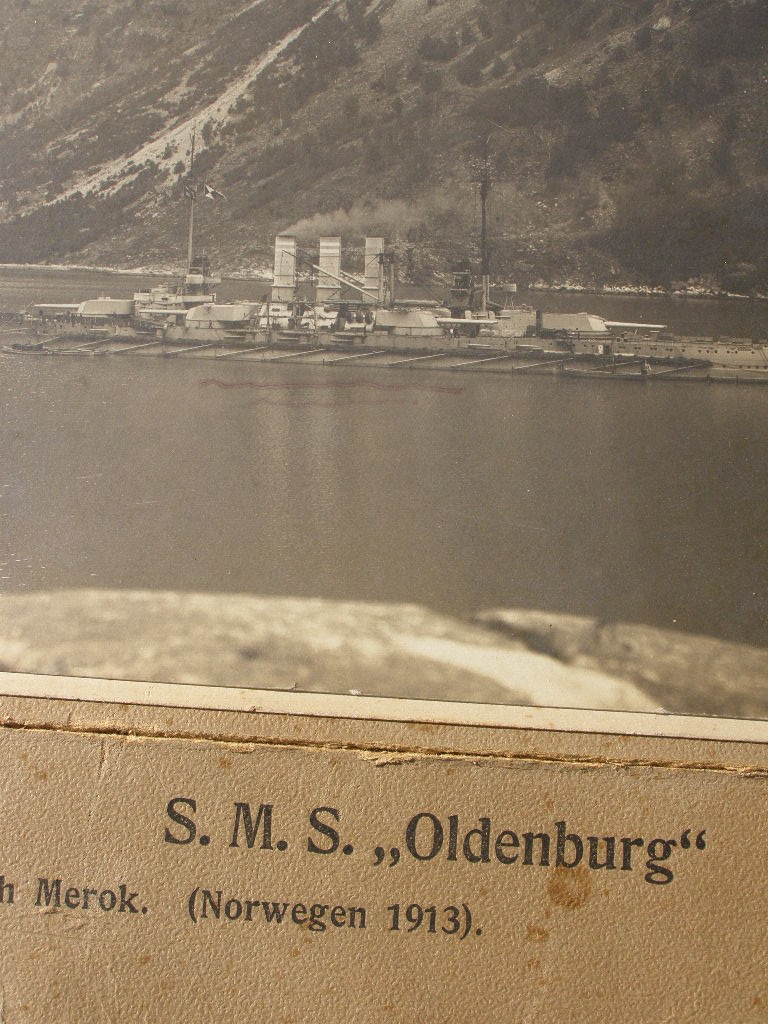 S. M. S. „Oldenburg“
h Merok. (Norwegen 1913).